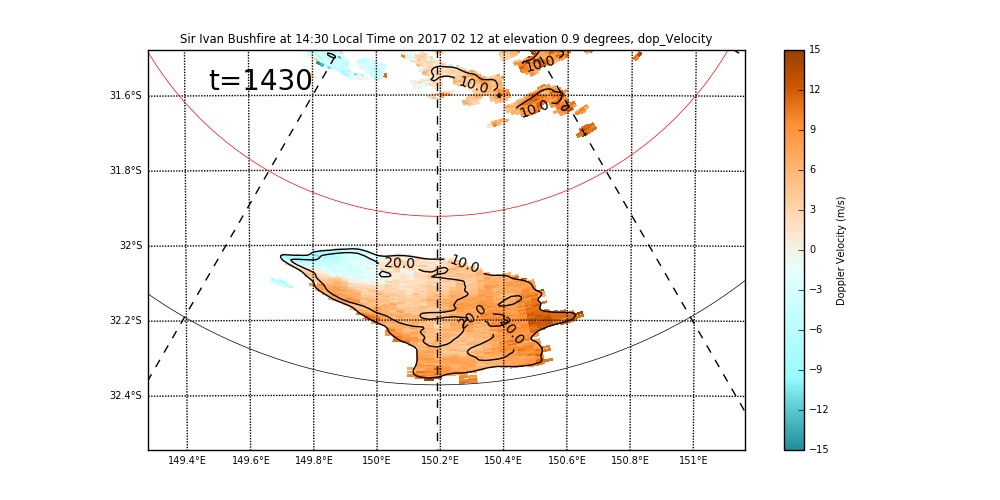 Sir Ivan Bushfire at 14:30 Local Time on 2017 02 12 at elevation 0.9 degrees, dop_Velocity
t=1430
10.0
10.0
10.0
31.6°S
31.8°S
32°S
32.2°S
32.4°S
20.0
10.0
20.0
149.4°E 149.6°E 149.8°E 150°E 150.2°E 150.4°E 150.6°E 150.8°E 151°E
15
12
9
6
3
0
−3
−6
−9
−12
−15
Doppler Velocity (m/s)